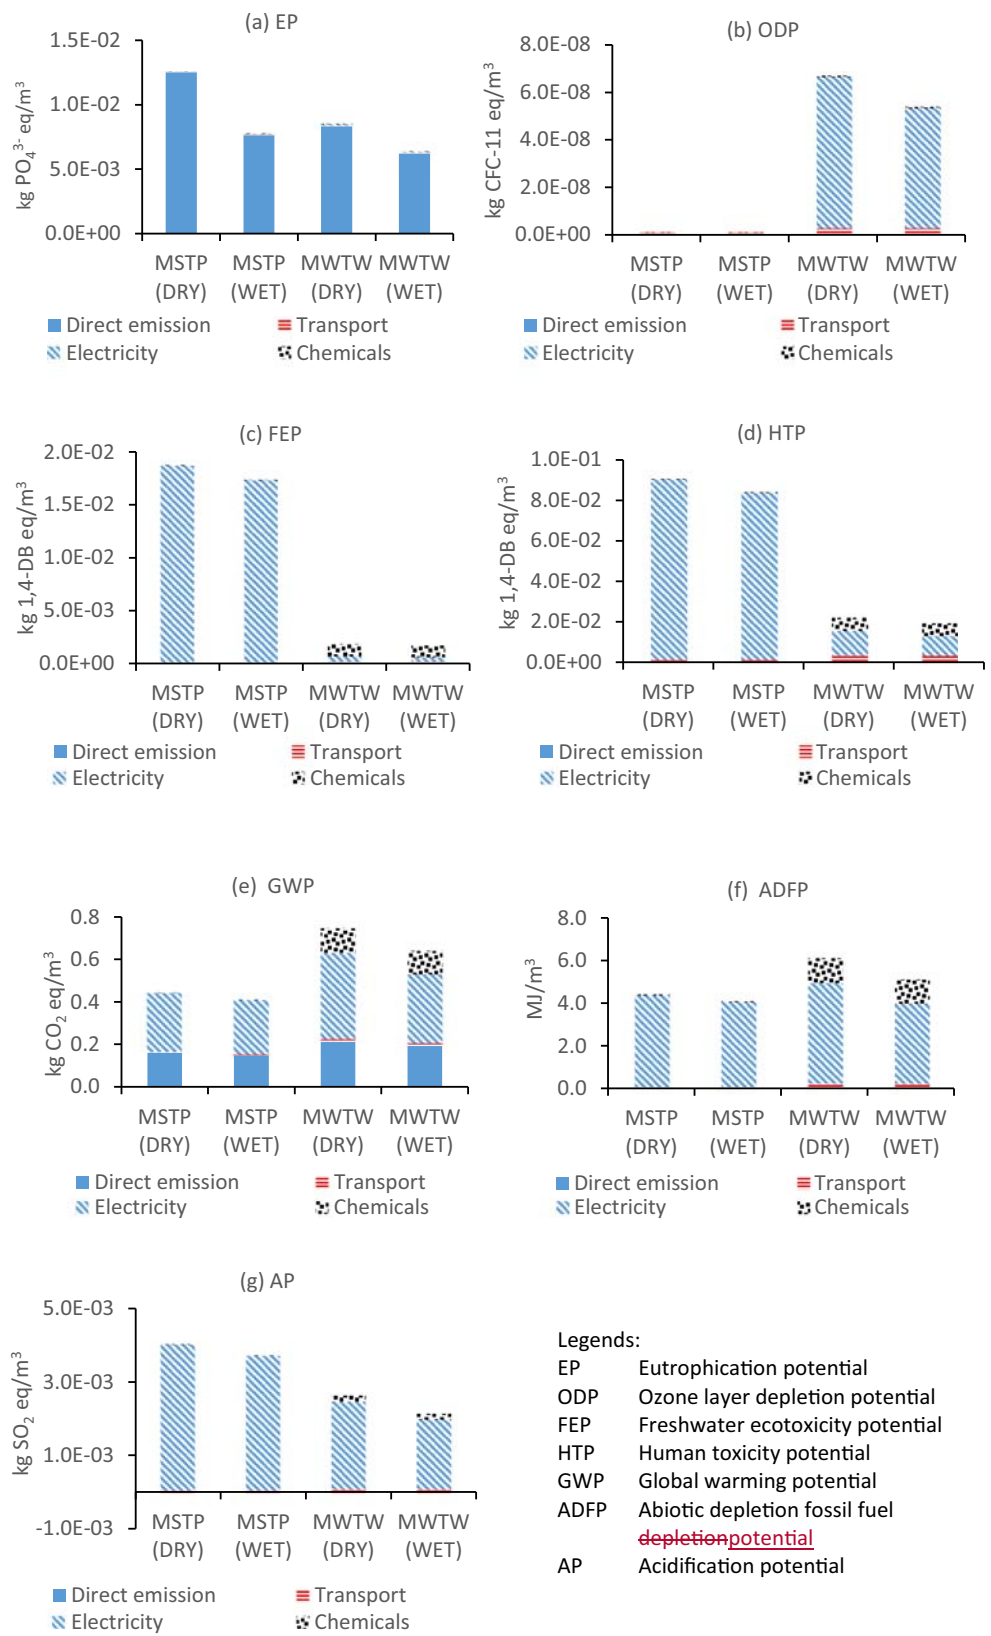 (a) EP
kg PO₄³⁻ eq/m³
1.5E-02
1.0E-02
5.0E-03
0.0E+00
MSTP MSTP MWTW MWTW
(DRY) (WET) (DRY) (WET)
Direct emission Transport
Electricity Chemicals
(b) ODP
kg CFC-11 eq/m³
8.0E-08
6.0E-08
4.0E-08
2.0E-08
0.0E+00
MSTP MSTP MWTW MWTW
(DRY) (WET) (DRY) (WET)
Direct emission Transport
Electricity Chemicals
(c) FEP
kg 1,4-DB eq/m³
2.0E-02
1.5E-02
1.0E-02
5.0E-03
0.0E+00
MSTP MSTP MWTW MWTW
(DRY) (WET) (DRY) (WET)
Direct emission Transport
Electricity Chemicals
(d) HTP
kg 1,4-DB eq/m³
1.0E-01
8.0E-02
6.0E-02
4.0E-02
2.0E-02
0.0E+00
MSTP MSTP MWTW MWTW
(DRY) (WET) (DRY) (WET)
Direct emission Transport
Electricity Chemicals
(e) GWP
kg CO₂ eq/m³
0.8
0.6
0.4
0.2
0.0
MSTP MSTP MWTW MWTW
(DRY) (WET) (DRY) (WET)
Direct emission Transport
Electricity Chemicals
(f) ADFP
MJ/m³
8.0
6.0
4.0
2.0
0.0
MSTP MSTP MWTW MWTW
(DRY) (WET) (DRY) (WET)
Direct emission Transport
Electricity Chemicals
(g) AP
kg SO₂ eq/m³
5.0E-03
3.0E-03
1.0E-03
-1.0E-03
MSTP MSTP MWTW MWTW
(DRY) (WET) (DRY) (WET)
Direct emission Transport
Electricity Chemicals
Legends:
EP Eutrophication potential
ODP Ozone layer depletion potential
FEP Freshwater ecotoxicity potential
HTP Human toxicity potential
GWP Global warming potential
ADFP Abiotic depletion fossil fuel
depletionpotential
AP Acidification potential